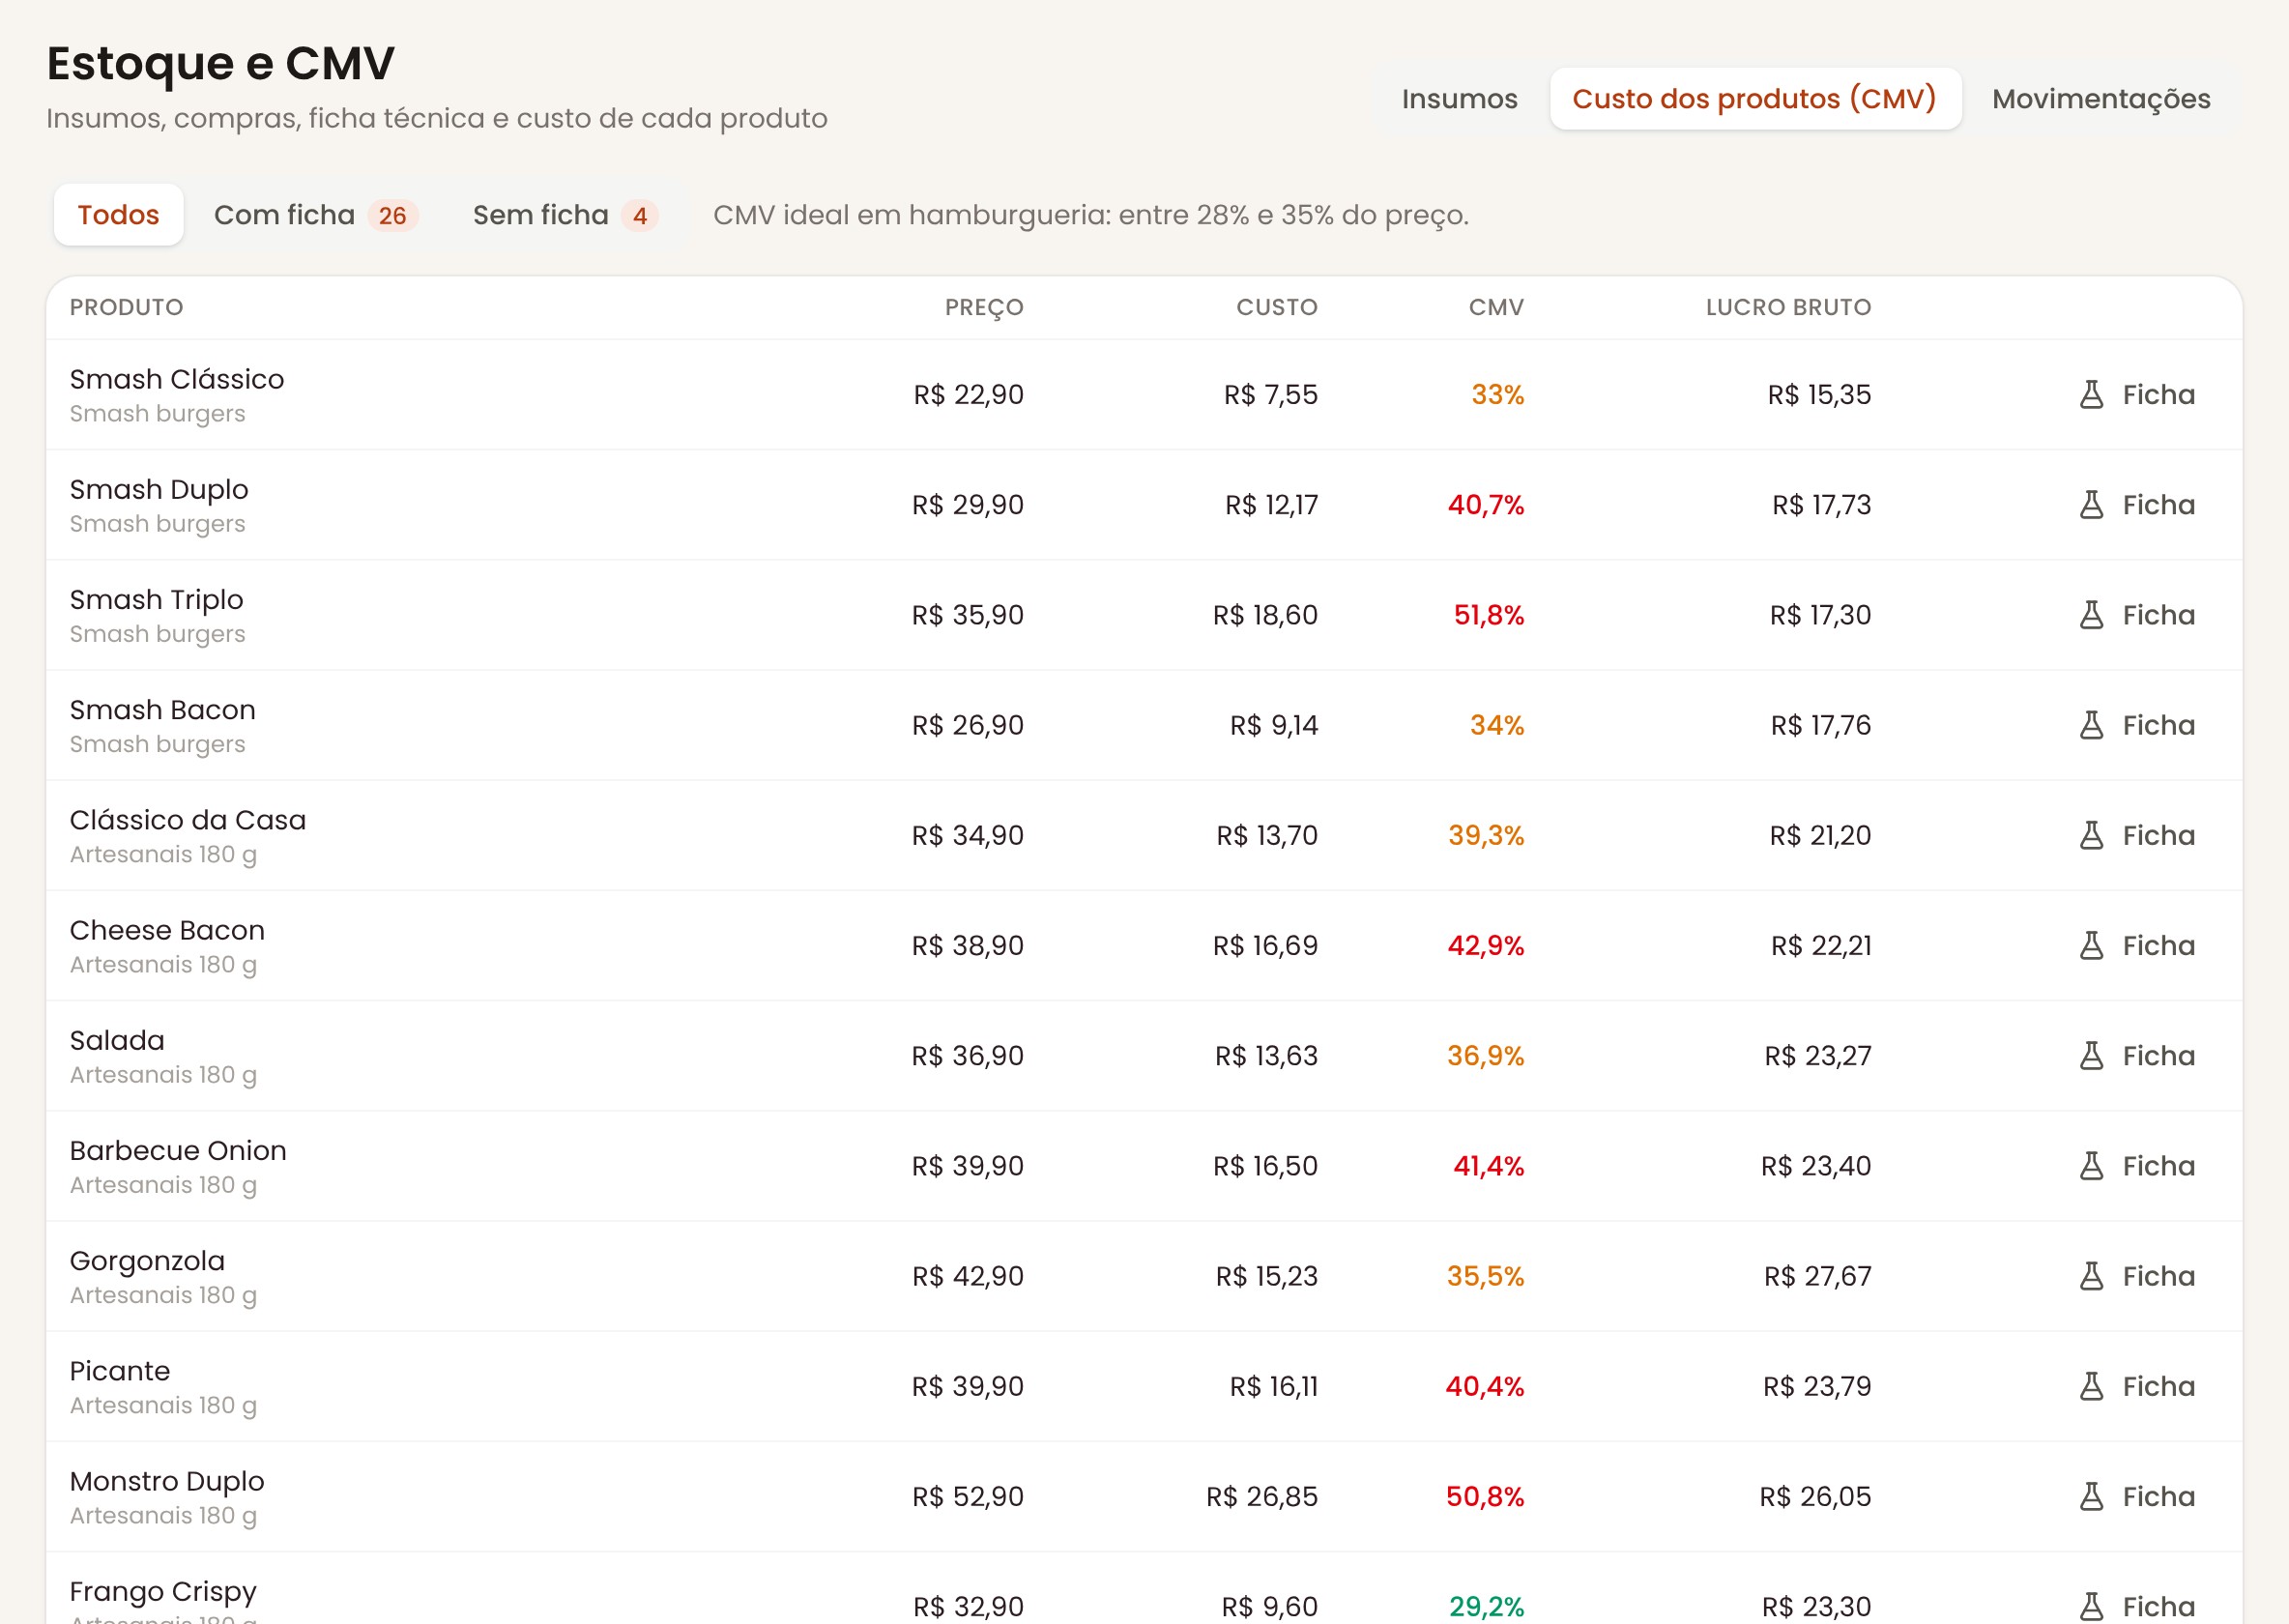 Estoque e CMV
Insumos, compras, ficha técnica e custo de cada produto
Insumos Custo dos produtos (CMV) Movimentações
Todos Com ficha 26 Sem ficha 4 CMV ideal em hamburgueria: entre 28% e 35% do preço.
PRODUTO PREÇO CUSTO CMV LUCRO BRUTO
Smash Clássico
Smash burgers
R$ 22,90 R$ 7,55 33% R$ 15,35 Ficha
Smash Duplo
Smash burgers
R$ 29,90 R$ 12,17 40,7% R$ 17,73 Ficha
Smash Triplo
Smash burgers
R$ 35,90 R$ 18,60 51,8% R$ 17,30 Ficha
Smash Bacon
Smash burgers
R$ 26,90 R$ 9,14 34% R$ 17,76 Ficha
Clássico da Casa
Artesanais 180 g
R$ 34,90 R$ 13,70 39,3% R$ 21,20 Ficha
Cheese Bacon
Artesanais 180 g
R$ 38,90 R$ 16,69 42,9% R$ 22,21 Ficha
Salada
Artesanais 180 g
R$ 36,90 R$ 13,63 36,9% R$ 23,27 Ficha
Barbecue Onion
Artesanais 180 g
R$ 39,90 R$ 16,50 41,4% R$ 23,40 Ficha
Gorgonzola
Artesanais 180 g
R$ 42,90 R$ 15,23 35,5% R$ 27,67 Ficha
Picante
Artesanais 180 g
R$ 39,90 R$ 16,11 40,4% R$ 23,79 Ficha
Monstro Duplo
Artesanais 180 g
R$ 52,90 R$ 26,85 50,8% R$ 26,05 Ficha
Frango Crispy
Artesanais 180 g
R$ 32,90 R$ 9,60 29,2% R$ 23,30 Ficha